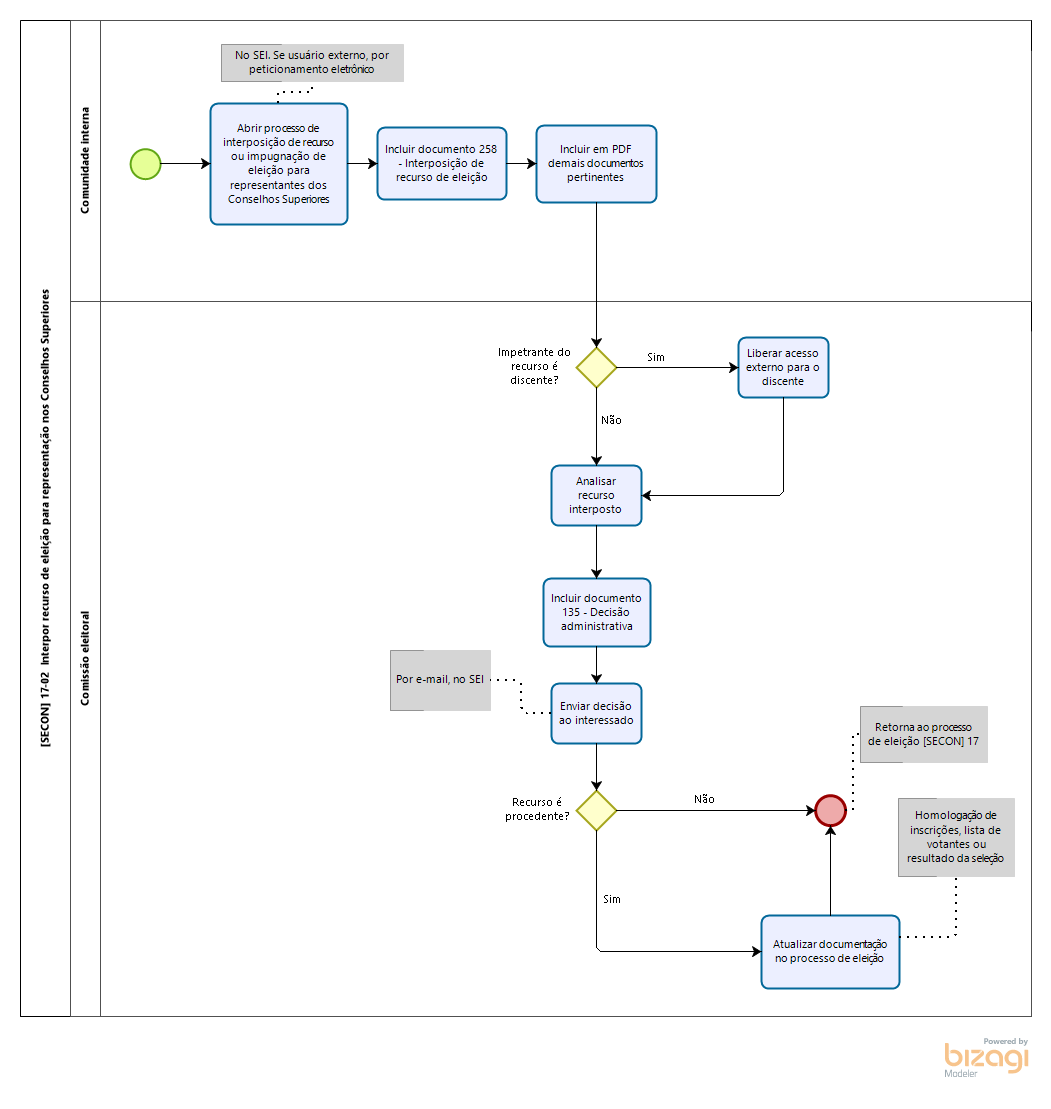 [SECON] 17-02  Interpor recurso de eleição para representação nos Conselhos Superiores
Comunidade interna
No SEI. Se usuário externo, por
peticionamento eletrônico
Abrir processo de
interposição de recurso
ou impugnação de
eleição para
representantes dos
Conselhos Superiores
Incluir documento 258
- Interposição de
recurso de eleição
Incluir em PDF
demais documentos
pertinentes
Comissão eleitoral
Impetrante do
recurso é
discente?
Sim
Liberar acesso
externo para o
discente
Não
Analisar
recurso
interposto
Incluir documento
135 - Decisão
administrativa
Por e-mail, no SEI
Enviar decisão
ao interessado
Retorna ao processo
de eleição [SECON] 17
Recurso é
procedente?
Não
Homologação de
inscrições, lista de
votantes ou
resultado da seleção
Sim
Atualizar documentação
no processo de eleição
Powered by
bizagi
Modeler